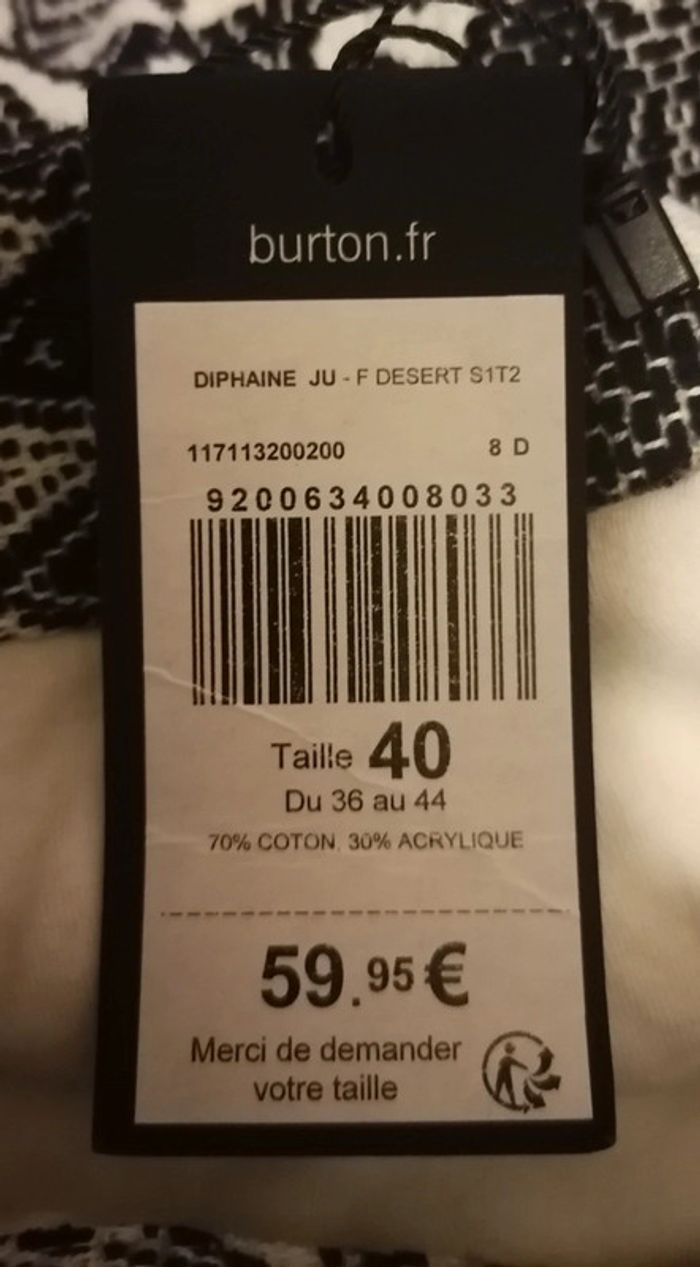 burton.fr
DIPHAINE JU - F DESERT S1T2
117113200200 8 D
9200634008033
Taille 40
Du 36 au 44
70% COTON, 30% ACRYLIQUE
59.95€
Merci de demander
votre taille